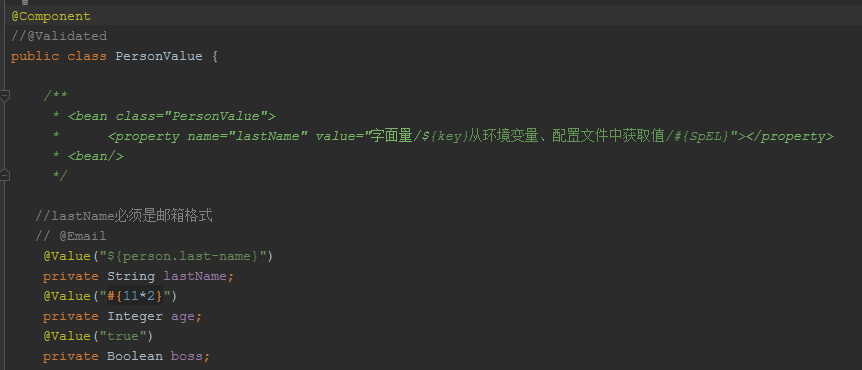 @Component
//@Validated
public class PersonValue {
/**
* <bean class="PersonValue">
* <property name="lastName" value="字面量/${key}从环境变量、配置文件中获取值/#{SpEL}"></property>
* <bean/>
*/
//lastName必须是邮箱格式
// @Email
@Value("${person.last-name}")
private String lastName;
@Value("#{11*2}")
private Integer age;
@Value("true")
private Boolean boss;